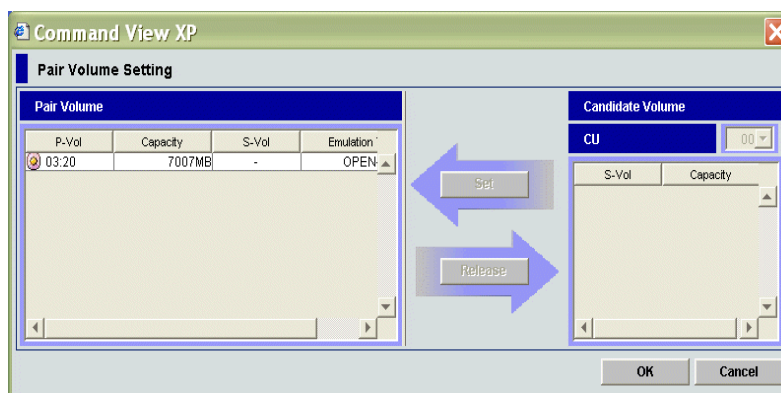 Command View XP
Pair Volume Setting
Pair Volume
P-Vol Capacity S-Vol Emulation
03:20 7007MB - OPEN-
Set
Release
Candidate Volume
CU 00
S-Vol Capacity
OK Cancel